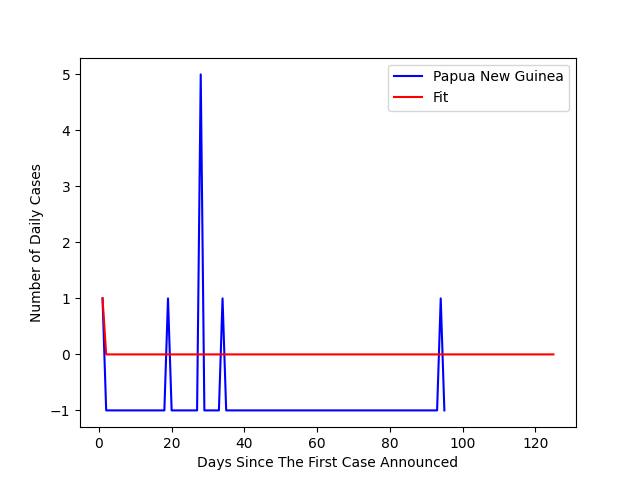 Papua New Guinea
Fit
5
4
3
2
1
0
−1
Number of Daily Cases
0 20 40 60 80 100 120
Days Since The First Case Announced